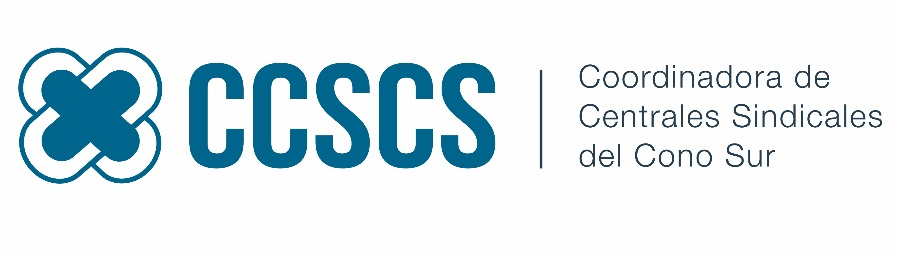 CCSCS
Coordinadora de
Centrales Sindicales
del Cono Sur